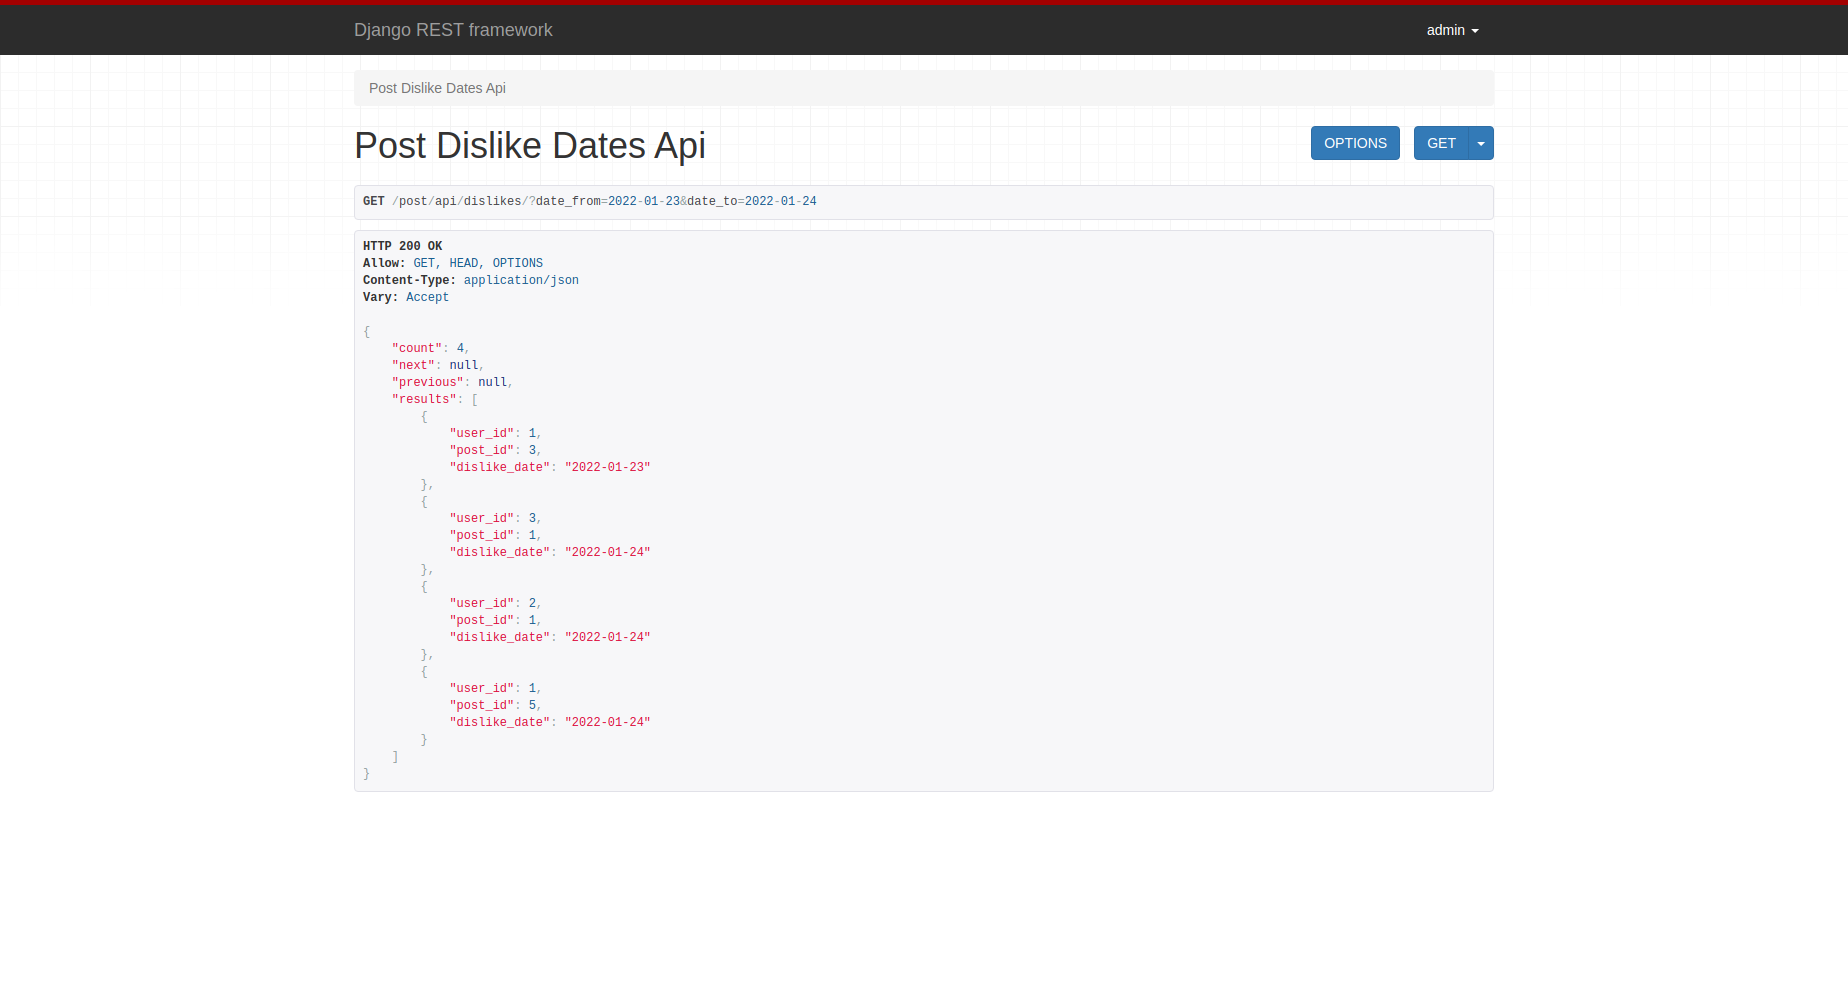 Django REST framework
admin
Post Dislike Dates Api
Post Dislike Dates Api
OPTIONS
GET
GET /post/api/dislikes/?date_from=2022-01-23&date_to=2022-01-24
HTTP 200 OK
Allow: GET, HEAD, OPTIONS
Content-Type: application/json
Vary: Accept
{
    "count": 4,
    "next": null,
    "previous": null,
    "results": [
        {
            "user_id": 1,
            "post_id": 3,
            "dislike_date": "2022-01-23"
        },
        {
            "user_id": 3,
            "post_id": 1,
            "dislike_date": "2022-01-24"
        },
        {
            "user_id": 2,
            "post_id": 1,
            "dislike_date": "2022-01-24"
        },
        {
            "user_id": 1,
            "post_id": 5,
            "dislike_date": "2022-01-24"
        }
    ]
}